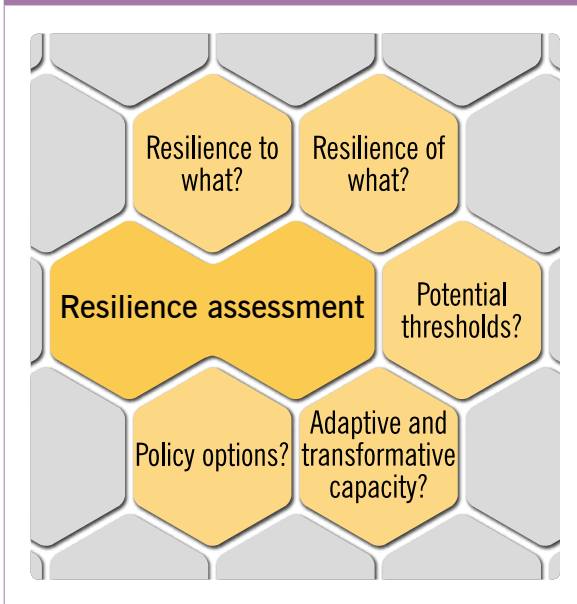 Resilience to
what?
Resilience of
what?
Resilience assessment
Potential
thresholds?
Policy options?
Adaptive and
transformative
capacity?